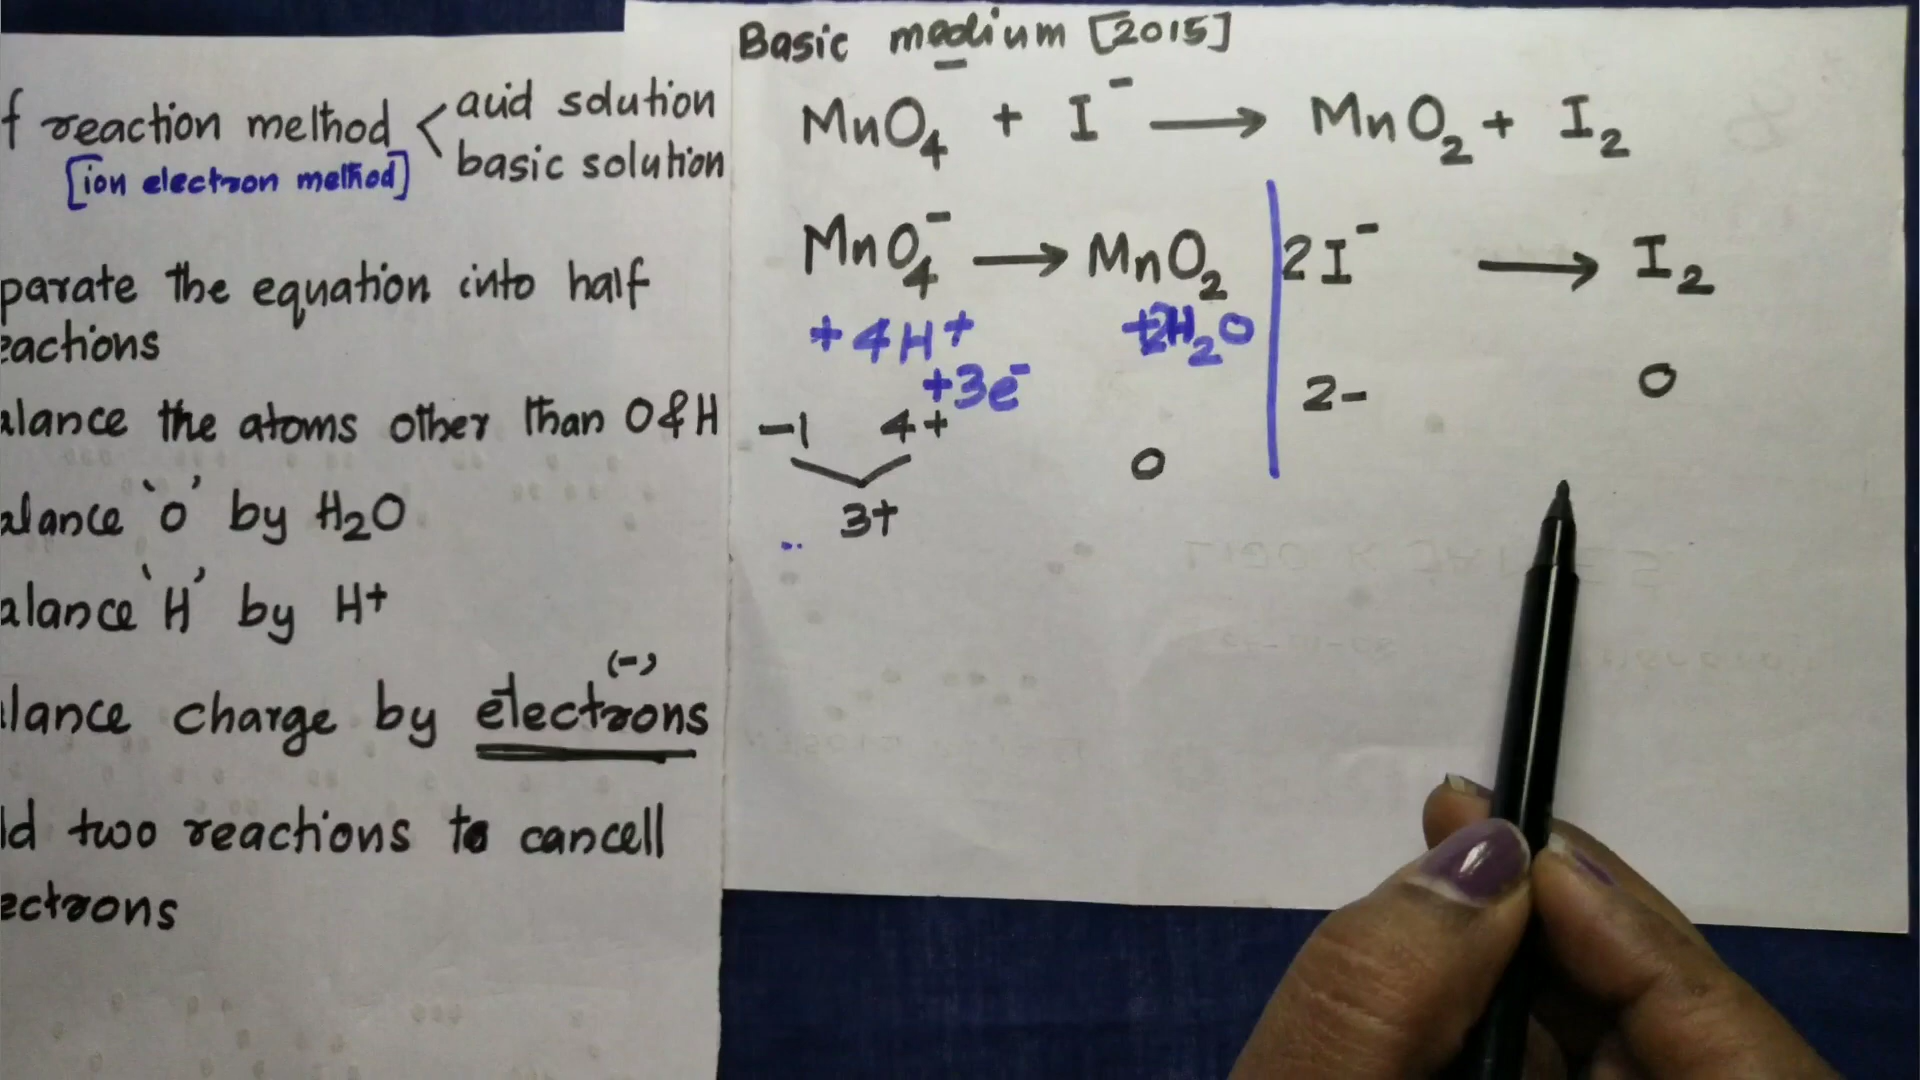 f reaction method < acid solution
basic solution
[ion electron method]
parate the equation into half
eactions
alance the atoms other than O & H
alance 'O' by H2O
alance 'H' by H+
(-)
lance charge by electrons
ld two reactions to cancell
ectrons
Basic medium [2015]
MnO4 + I⁻ → MnO2 + I2
MnO4⁻ → MnO2 | 2I⁻ → I2
+4H+ +2H2O
+3e⁻ 2- 0
-1 4+
0
3+